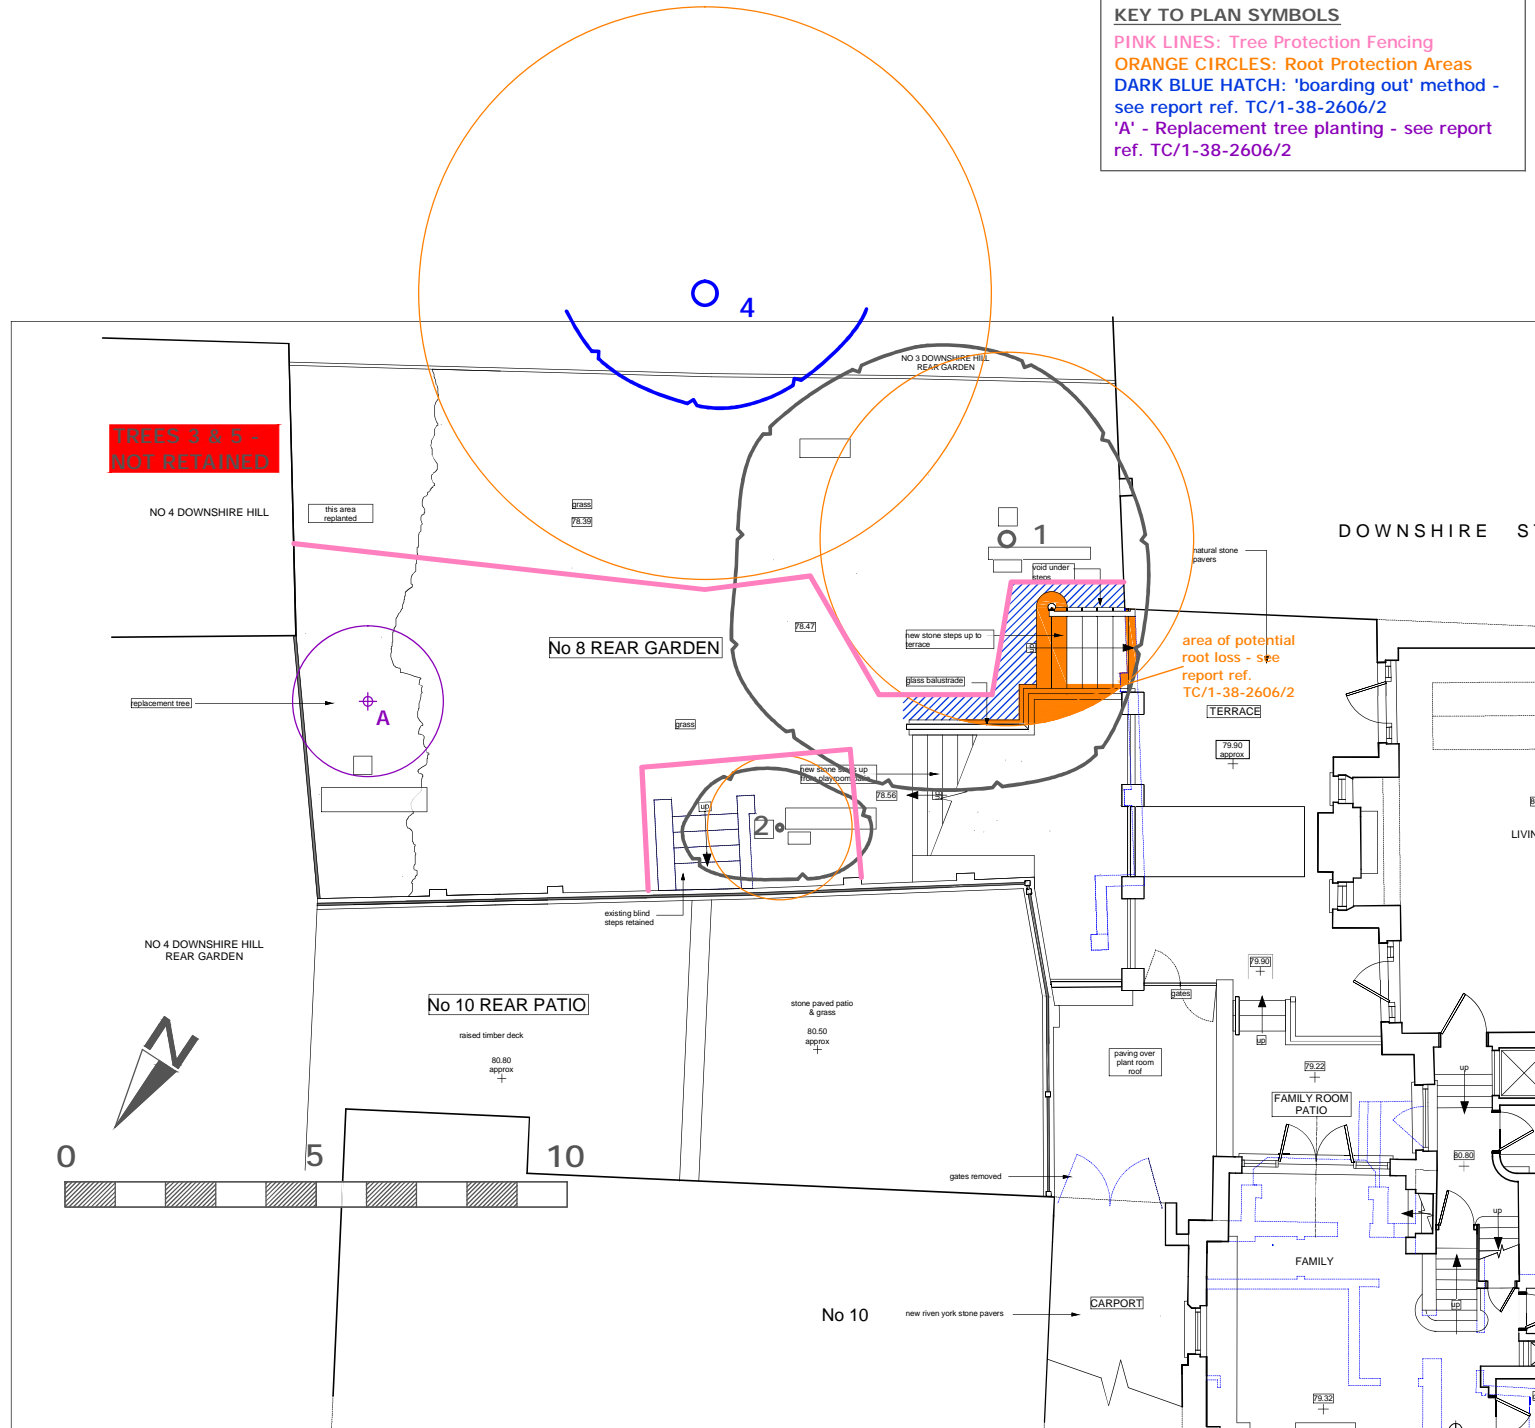 KEY TO PLAN SYMBOLS
PINK LINES: Tree Protection Fencing
ORANGE CIRCLES: Root Protection Areas
DARK BLUE HATCH: 'boarding out' method -
see report ref. TC/1-38-2606/2
'A' - Replacement tree planting - see report
ref. TC/1-38-2606/2
4
NO 3 DOWNSHIRE HILL
REAR GARDEN
TREES 3 & 5 -
NOT RETAINED
NO 4 DOWNSHIRE HILL
this area
replanted
grass
78.39
1
DOWNSHIRE
natural stone
pavers
void under
steps
78.47
new stone steps up to
terrace
up
No 8 REAR GARDEN
area of potential
root loss - see
report ref.
TC/1-38-2606/2
glass balustrade
replacement tree
A
TERRACE
grass
79.90
approx
new stone steps up
78.56
up
up
2
LIVIN
existing blind
steps retained
NO 4 DOWNSHIRE HILL
REAR GARDEN
79.90
gates
No 10 REAR PATIO
stone paved patio
& grass
raised timber deck
80.50
approx
80.80
approx
N
up
paving over
plant room
roof
79.22
up
FAMILY ROOM
PATIO
0
5
10
80.80
gates removed
up
FAMILY
CARPORT
up
No 10
new riven york stone pavers
79.32